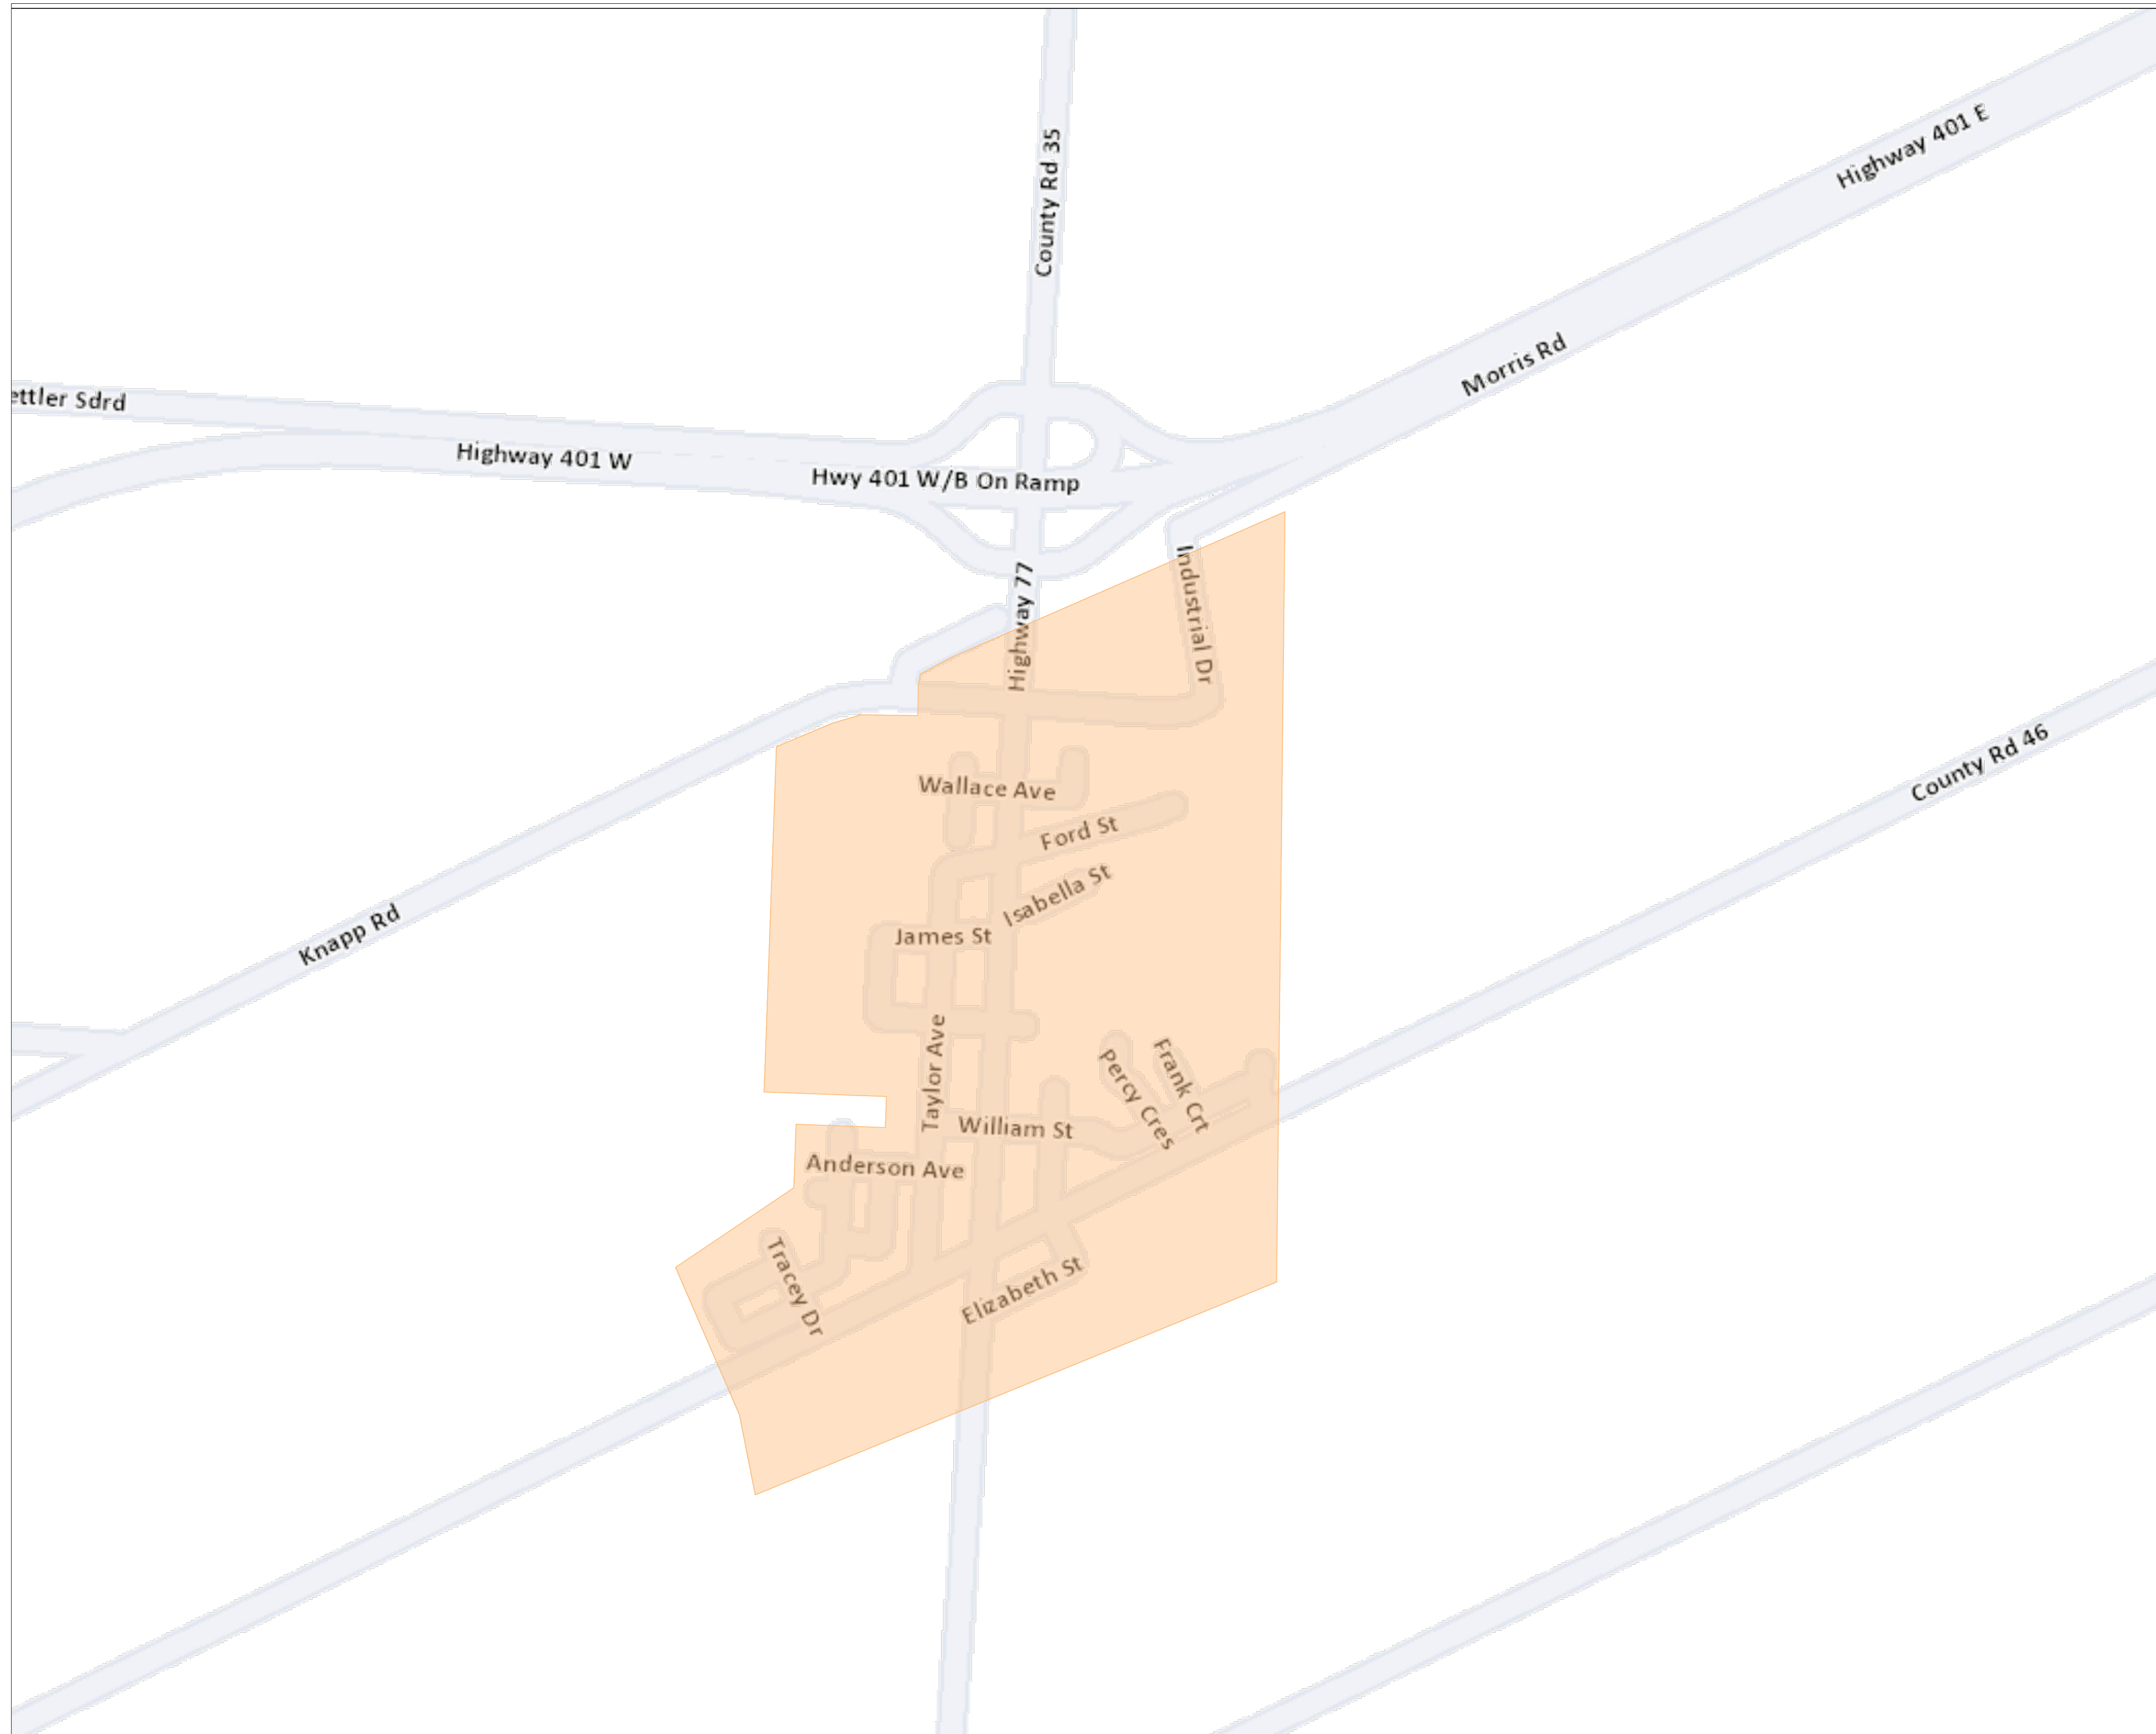 County Rd 35
Highway 401 E
Morris Rd
ettler Sdrd
Highway 401 W
Hwy 401 W/B On Ramp
Industrial Dr
Highway 77
County Rd 46
Wallace Ave
Ford St
Isabella St
Knapp Rd
James St
Taylor Ave
Percy Cres
Frank Crt
William St
Anderson Ave
Tracey Dr
Elizabeth St